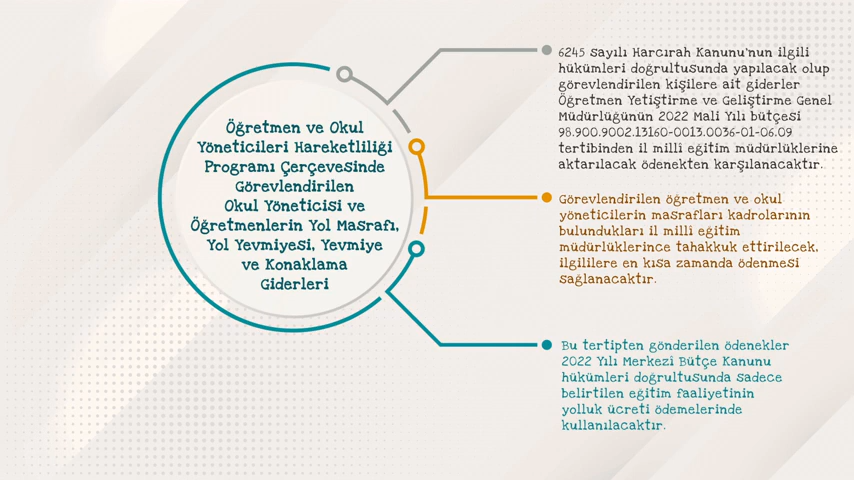 Öğretmen ve Okul
Yöneticileri Hareketliliği
Programı Çerçevesinde
Görevlendirilen
Okul Yöneticisi ve
Öğretmenlerin Yol Masrafı,
Yol Yevmiyesi, Yevmiye
ve Konaklama
Giderleri
6245 sayılı Harcırah Kanunu'nun ilgili
hükümleri doğrultusunda yapılacak olup
görevlendirilen kişilere ait giderler
Öğretmen Yetiştirme ve Geliştirme Genel
Müdürlüğünün 2022 Mali Yılı bütçesi
98.900.9002.13160-0013.0036-01-06.09
tertibinden il millî eğitim müdürlüklerine
aktarılacak ödenekten karşılanacaktır.
Görevlendirilen öğretmen ve okul
yöneticilerin masrafları kadrolarının
bulundukları il millî eğitim
müdürlüklerince tahakkuk ettirilecek,
ilgililere en kısa zamanda ödenmesi
sağlanacaktır.
Bu tertipten gönderilen ödenekler
2022 Yılı Merkezi Bütçe Kanunu
hükümleri doğrultusunda sadece
belirtilen eğitim faaliyetinin
yolluk ücreti ödemelerinde
kullanılacaktır.